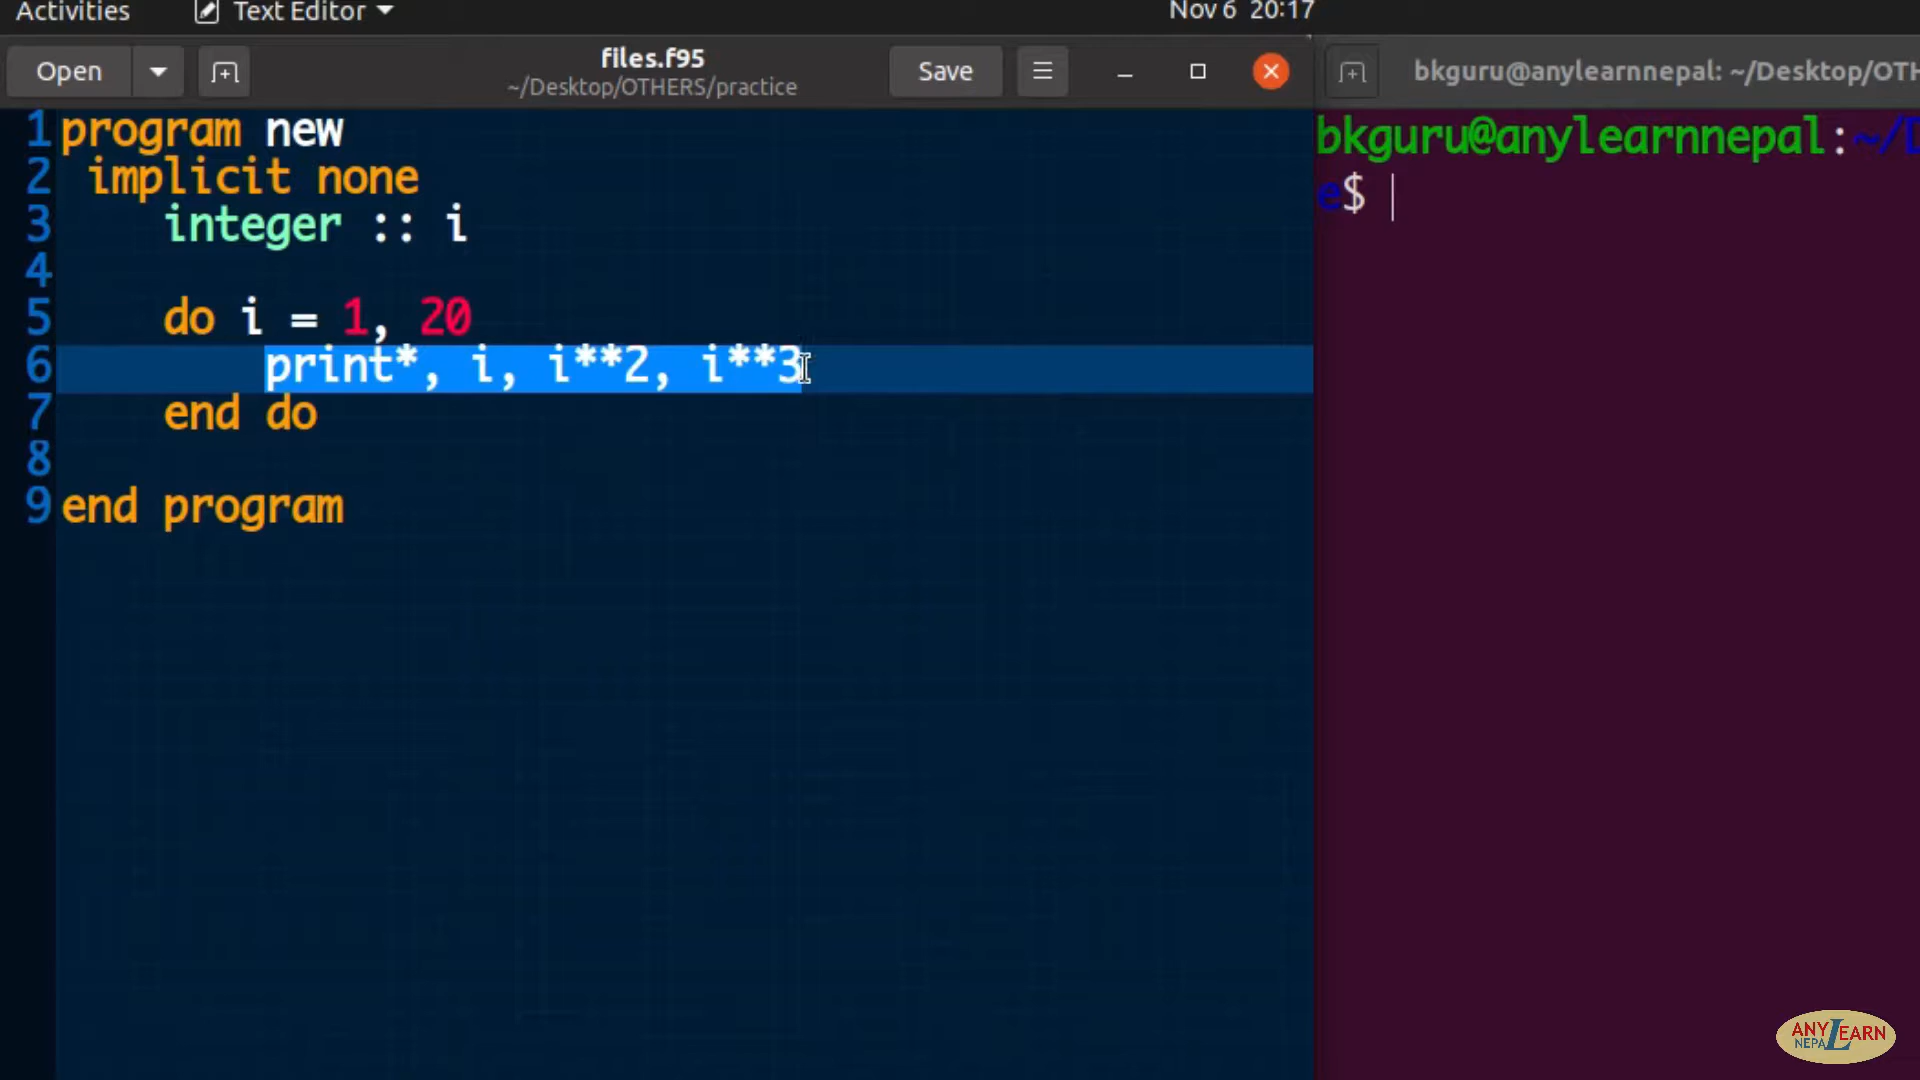 Activities Text Editor Nov 6 20:17
Open files.f95 Save
~/Desktop/OTHERS/practice
bkguru@anylearnnepal: ~/Desktop/OTH
1 program new
2 implicit none
3 integer :: i
4
5 do i = 1, 20
6 print*, i, i**2, i**3
7 end do
8
9 end program
bkguru@anylearnnepal:~/D
e$
ANY LEARN
NEPAL